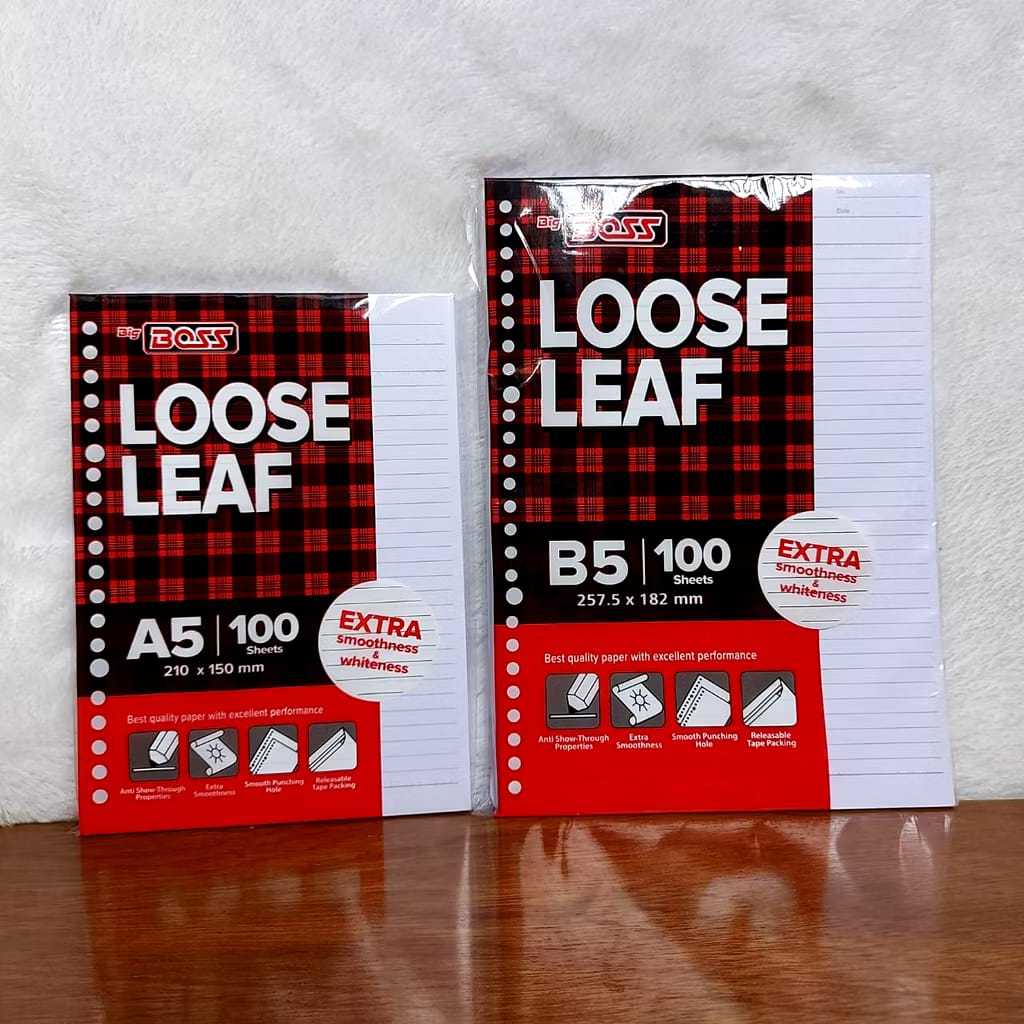 Big BOSS
LOOSE
LEAF
A5 | 100
Sheets
210 x 150 mm
EXTRA
smoothness
&
whiteness
Best quality paper with excellent performance
Anti Show-Through
Properties
Extra
Smoothness
Smooth Punching
Hole
Releasable
Tape Packing
Big BOSS
LOOSE
LEAF
B5 | 100
Sheets
257.5 x 182 mm
EXTRA
smoothness
&
whiteness
Best quality paper with excellent performance
Anti Show-Through
Properties
Extra
Smoothness
Smooth Punching
Hole
Releasable
Tape Packing
Date